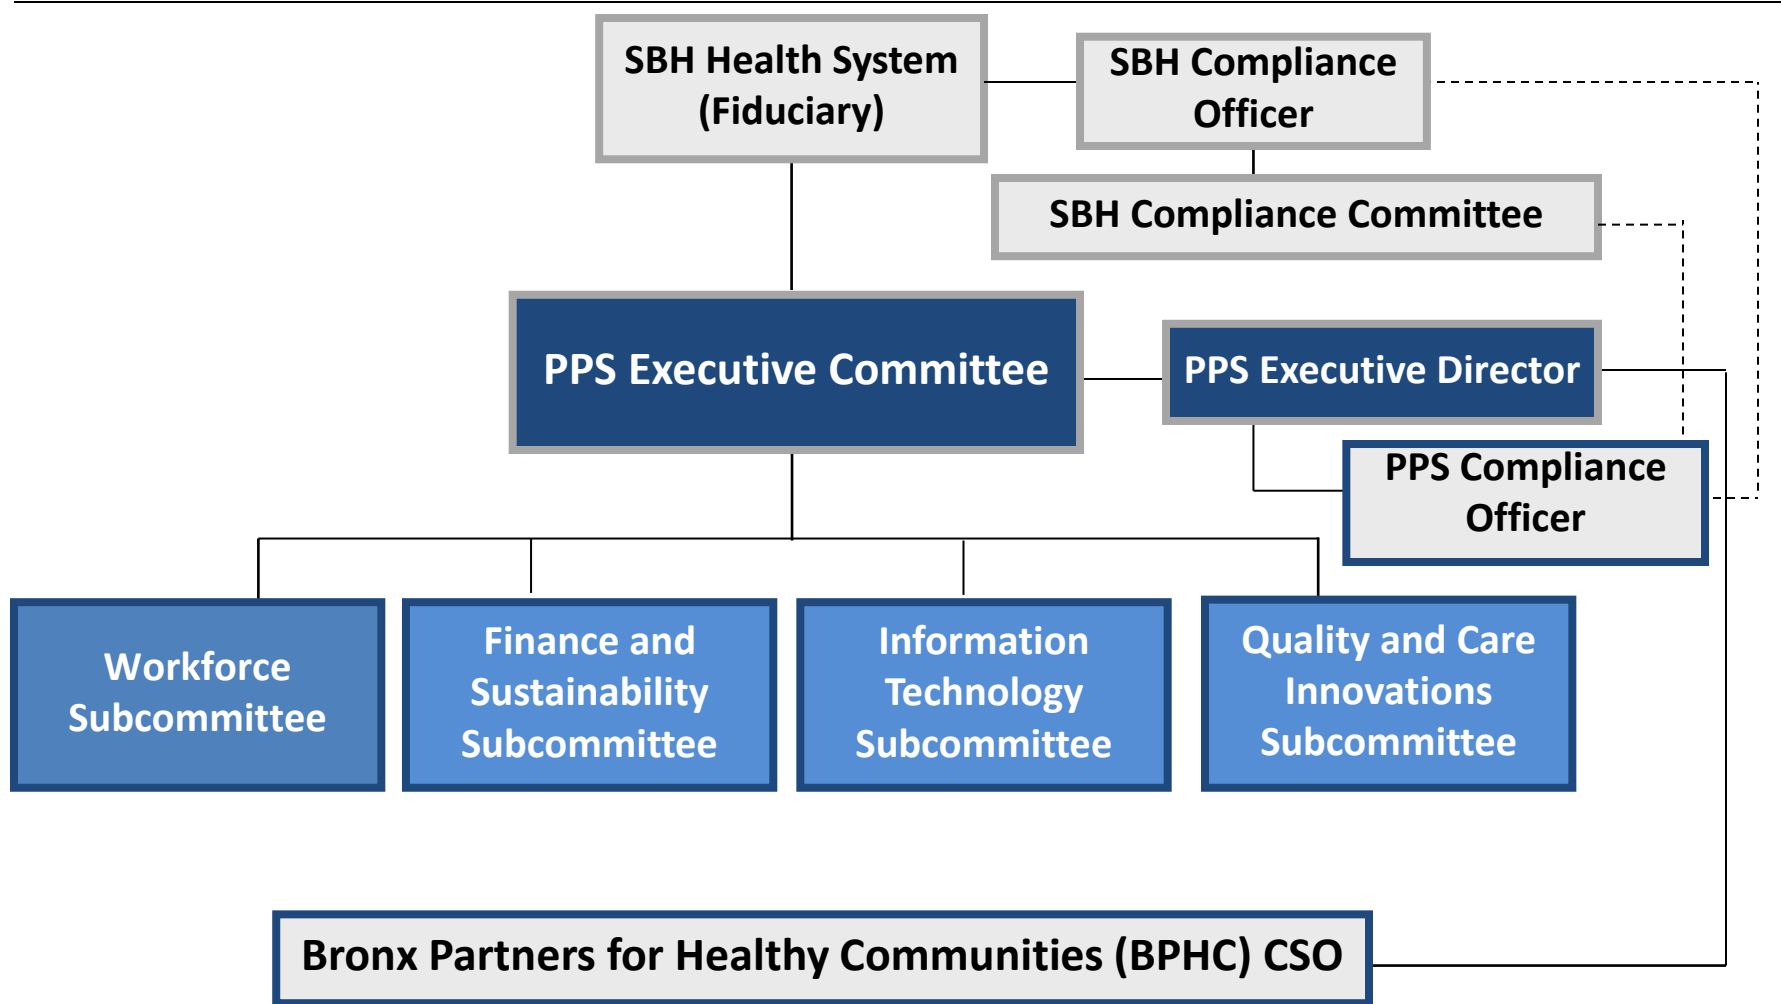 SBH Health System
(Fiduciary)
SBH Compliance
Officer
SBH Compliance Committee
PPS Executive Committee
PPS Executive Director
PPS Compliance
Officer
Workforce
Subcommittee
Finance and
Sustainability
Subcommittee
Information
Technology
Subcommittee
Quality and Care
Innovations
Subcommittee
Bronx Partners for Healthy Communities (BPHC) CSO